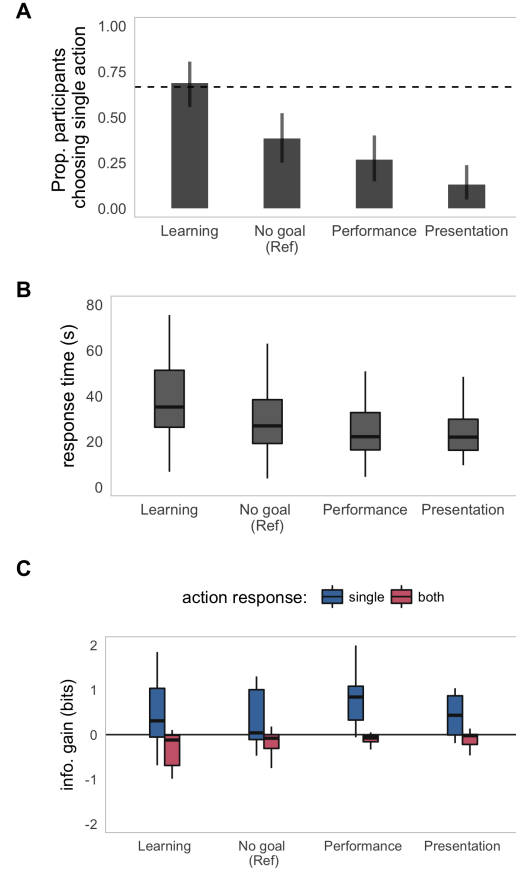 A
Prop. participants
choosing single action
1.00
0.75
0.50
0.25
0.00
Learning
No goal
(Ref)
Performance
Presentation
B
response time (s)
80
60
40
20
0
Learning
No goal
(Ref)
Performance
Presentation
C
action response:
single
both
info. gain (bits)
2
1
0
-1
-2
Learning
No goal
(Ref)
Performance
Presentation